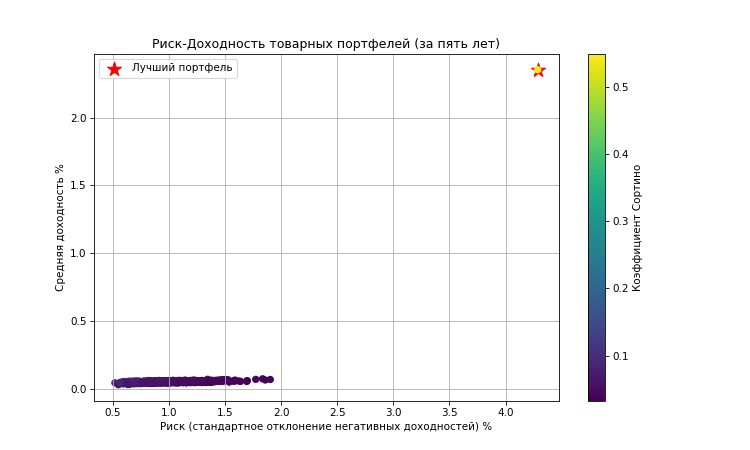 Риск-Доходность товарных портфелей (за пять лет)
Лучший портфель
Средняя доходность %
2.0
1.5
1.0
0.5
0.0
0.5 1.0 1.5 2.0 2.5 3.0 3.5 4.0
Риск (стандартное отклонение негативных доходностей) %
0.5
0.4
0.3
0.2
0.1
Коэффициент Сортино